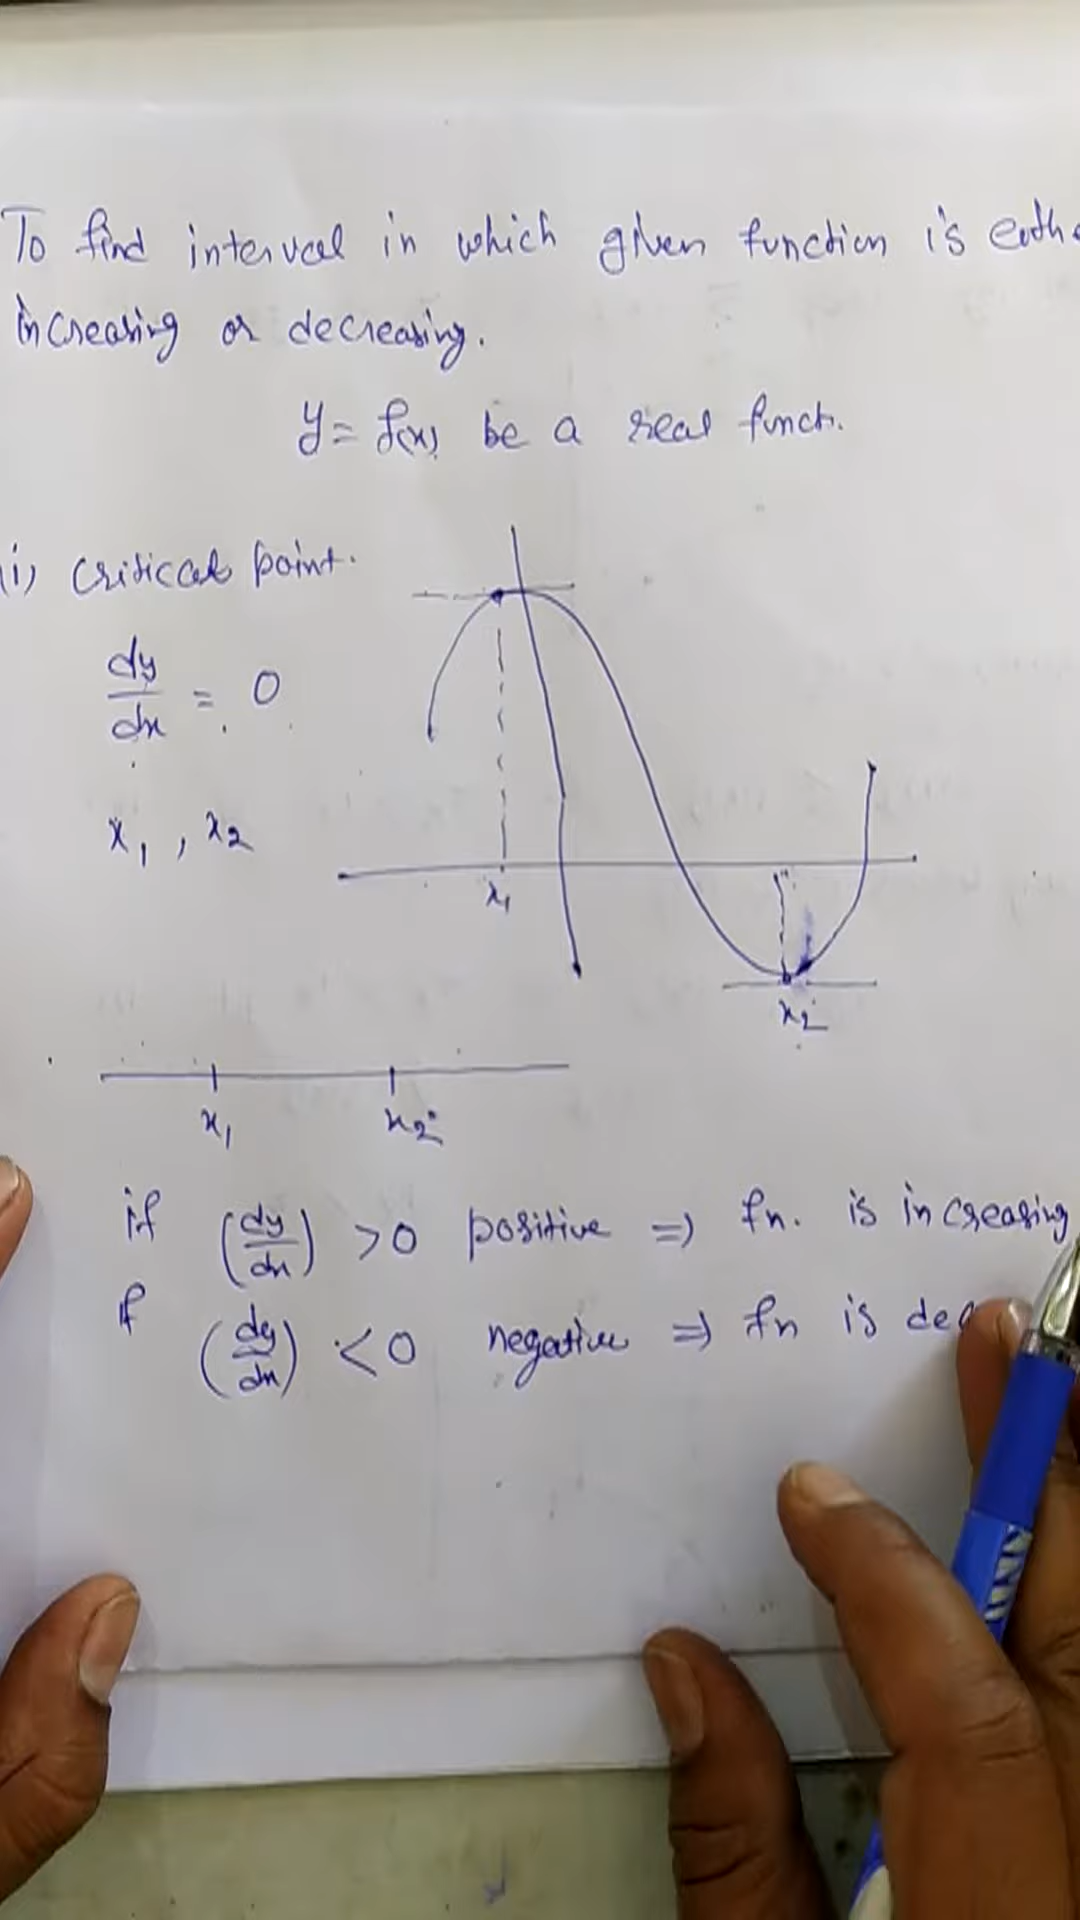 To find interval in which given function is eith
increasing or decreasing.
y = f(x) be a real funct.
(i) Critical point.
dy/dx = 0
x₁, x₂
x₁
x₂
x₁ x₂
if (dy/dx) > 0 positive ⇒ fn. is increasing
if (dy/dx) < 0 negative ⇒ fn is dec